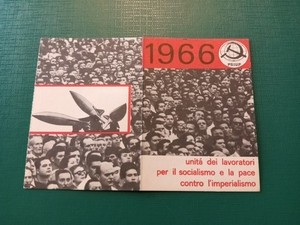 1966
PSIUP
unità dei lavoratori
per il socialismo e la pace
contro l'imperialismo